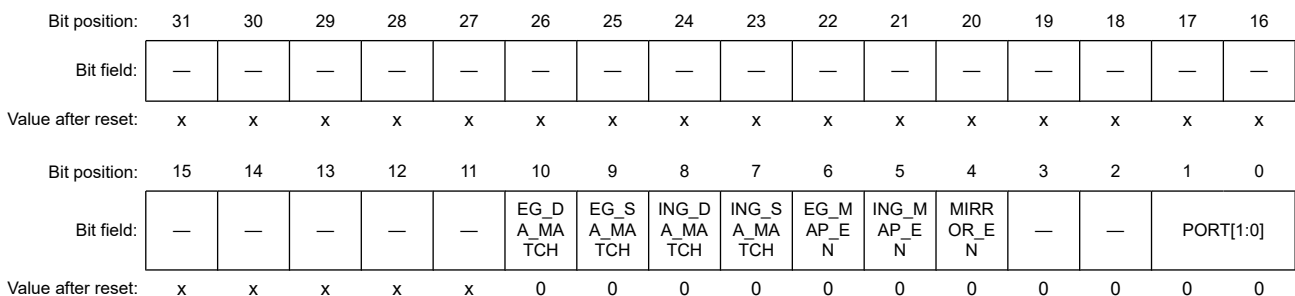 Bit position: 31 30 29 28 27 26 25 24 23 22 21 20 19 18 17 16
Bit field: — — — — — — — — — — — — — — — —
Value after reset: x x x x x x x x x x x x x x x x
Bit position: 15 14 13 12 11 10 9 8 7 6 5 4 3 2 1 0
EG_D EG_S ING_D ING_S EG_M ING_M MIRR
Bit field: — — — — — A_MA A_MA A_MA A_MA AP_E AP_E OR_E — — PORT[1:0]
TCH TCH TCH TCH N N N
Value after reset: x x x x x 0 0 0 0 0 0 0 0 0 0 0